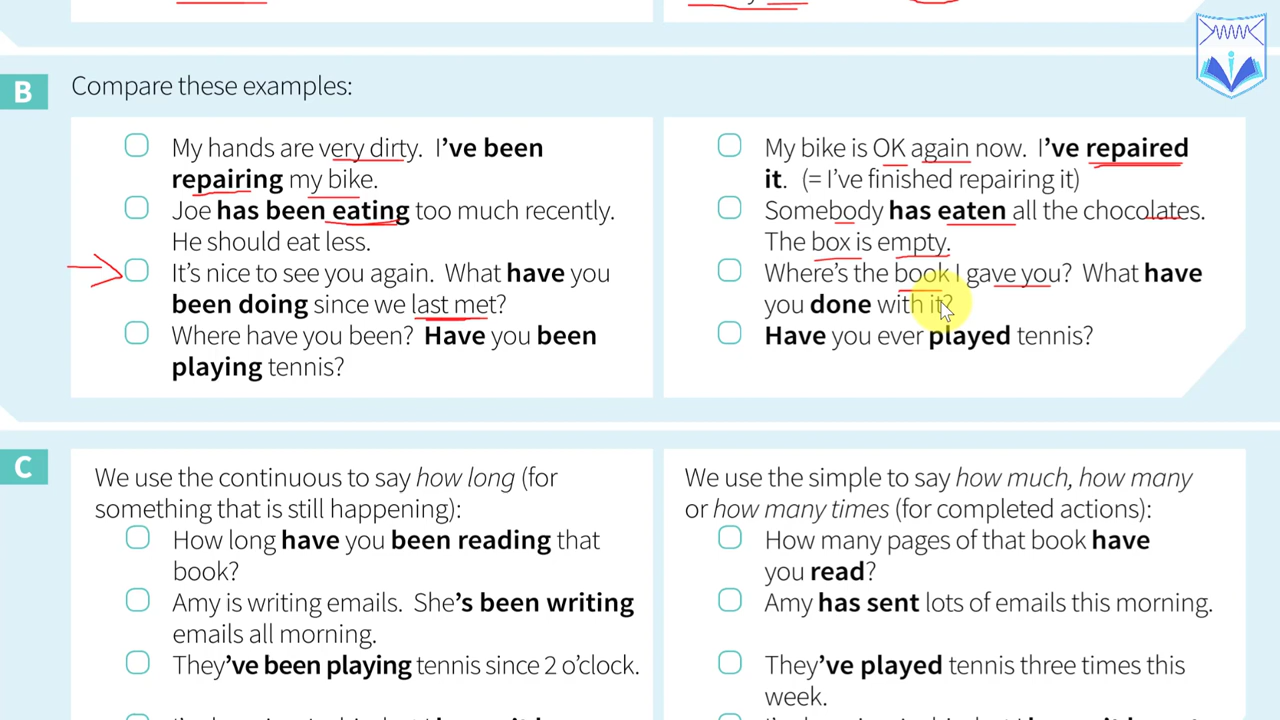 B
Compare these examples:
My hands are very dirty. I've been
repairing my bike.
Joe has been eating too much recently.
He should eat less.
It's nice to see you again. What have you
been doing since we last met?
Where have you been? Have you been
playing tennis?
My bike is OK again now. I've repaired
it. (= I've finished repairing it)
Somebody has eaten all the chocolates.
The box is empty.
Where's the book I gave you? What have
you done with it?
Have you ever played tennis?
C
We use the continuous to say how long (for
something that is still happening):
How long have you been reading that
book?
Amy is writing emails. She's been writing
emails all morning.
They've been playing tennis since 2 o'clock.
We use the simple to say how much, how many
or how many times (for completed actions):
How many pages of that book have
you read?
Amy has sent lots of emails this morning.
They've played tennis three times this
week.